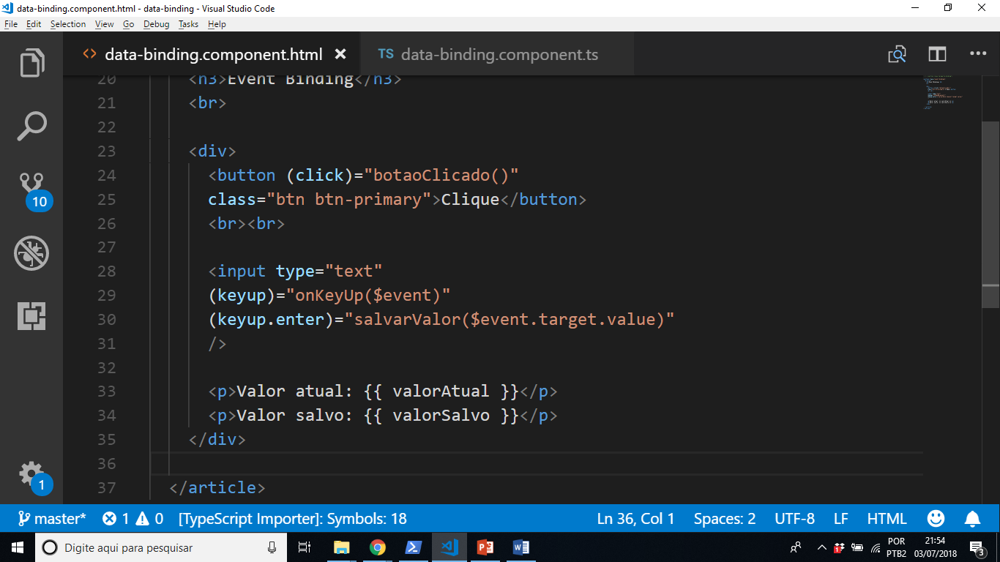 data-binding.component.html - data-binding - Visual Studio Code
File Edit Selection View Go Debug Tasks Help
<> data-binding.component.html × TS data-binding.component.ts
20 <h3>Event Binding</h3>
21 <br>
22
23 <div>
24 <button (click)="botaoClicado()"
25 class="btn btn-primary">Clique</button>
26 <br><br>
27
28 <input type="text"
29 (keyup)="onKeyUp($event)"
30 (keyup.enter)="salvarValor($event.target.value)"
31 />
32
33 <p>Valor atual: {{ valorAtual }}</p>
34 <p>Valor salvo: {{ valorSalvo }}</p>
35 </div>
36
37 </article>
10
1
master* 1 0 [TypeScript Importer]: Symbols: 18 Ln 36, Col 1 Spaces: 2 UTF-8 LF HTML
Digite aqui para pesquisar
POR
PTB2
21:54
03/07/2018
3